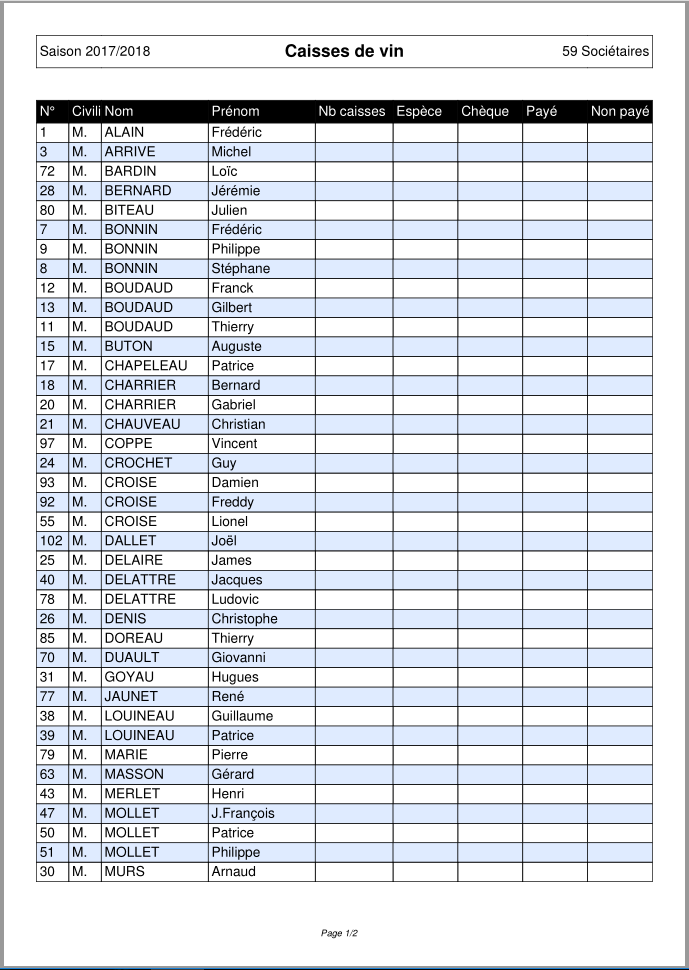 Saison 2017/2018 Caisses de vin 59 Sociétaires
N° Civili Nom Prénom Nb caisses Espèce Chèque Payé Non payé
1 M. ALAIN Frédéric
3 M. ARRIVE Michel
72 M. BARDIN Loïc
28 M. BERNARD Jérémie
80 M. BITEAU Julien
7 M. BONNIN Frédéric
9 M. BONNIN Philippe
8 M. BONNIN Stéphane
12 M. BOUDAUD Franck
13 M. BOUDAUD Gilbert
11 M. BOUDAUD Thierry
15 M. BUTON Auguste
17 M. CHAPELEAU Patrice
18 M. CHARRIER Bernard
20 M. CHARRIER Gabriel
21 M. CHAUVEAU Christian
97 M. COPPE Vincent
24 M. CROCHET Guy
93 M. CROISE Damien
92 M. CROISE Freddy
55 M. CROISE Lionel
102 M. DALLET Joël
25 M. DELAIRE James
40 M. DELATTRE Jacques
78 M. DELATTRE Ludovic
26 M. DENIS Christophe
85 M. DOREAU Thierry
70 M. DUAULT Giovanni
31 M. GOYAU Hugues
77 M. JAUNET René
38 M. LOUINEAU Guillaume
39 M. LOUINEAU Patrice
79 M. MARIE Pierre
63 M. MASSON Gérard
43 M. MERLET Henri
47 M. MOLLET J.François
50 M. MOLLET Patrice
51 M. MOLLET Philippe
30 M. MURS Arnaud
Page 1/2